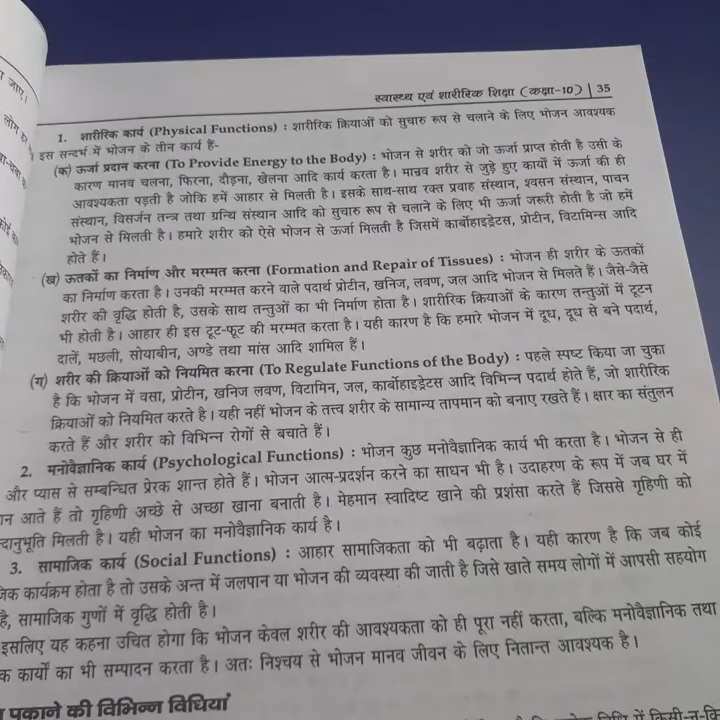 जाए।
स्वास्थ्य एवं शारीरिक शिक्षा (कक्षा-10) | 35
1. शारीरिक कार्य (Physical Functions) : शारीरिक क्रियाओं को सुचारु रूप से चलाने के लिए भोजन आवश्यक
इस सन्दर्भ में भोजन के तीन कार्य हैं-
(क) ऊर्जा प्रदान करना (To Provide Energy to the Body) : भोजन से शरीर को जो ऊर्जा प्राप्त होती है उसी के
कारण मानव चलना, फिरना, दौड़ना, खेलना आदि कार्य करता है। मानव शरीर से जुड़े हुए कार्यों में ऊर्जा की ही
आवश्यकता पड़ती है जोकि हमें आहार से मिलती है। इसके साथ-साथ रक्त प्रवाह संस्थान, श्वसन संस्थान, पाचन
संस्थान, विसर्जन तन्त्र तथा ग्रन्थि संस्थान आदि को सुचारु रूप से चलाने के लिए भी ऊर्जा जरूरी होती है जो हमें
भोजन से मिलती है। हमारे शरीर को ऐसे भोजन से ऊर्जा मिलती है जिसमें कार्बोहाइड्रेटस, प्रोटीन, विटामिन्स आदि
होते हैं।
(ख) ऊतकों का निर्माण और मरम्मत करना (Formation and Repair of Tissues) : भोजन ही शरीर के ऊतकों
का निर्माण करता है। उनकी मरम्मत करने वाले पदार्थ प्रोटीन, खनिज, लवण, जल आदि भोजन से मिलते हैं। जैसे-जैसे
शरीर की वृद्धि होती है, उसके साथ तन्तुओं का भी निर्माण होता है। शारीरिक क्रियाओं के कारण तन्तुओं में टूटन
भी होती है। आहार ही इस टूट-फूट की मरम्मत करता है। यही कारण है कि हमारे भोजन में दूध, दूध से बने पदार्थ,
दालें, मछली, सोयाबीन, अण्डे तथा मांस आदि शामिल हैं।
(ग) शरीर की क्रियाओं को नियमित करना (To Regulate Functions of the Body) : पहले स्पष्ट किया जा चुका
है कि भोजन में वसा, प्रोटीन, खनिज लवण, विटामिन, जल, कार्बोहाइड्रेटस आदि विभिन्न पदार्थ होते हैं, जो शारीरिक
क्रियाओं को नियमित करते है। यही नहीं भोजन के तत्त्व शरीर के सामान्य तापमान को बनाए रखते हैं। क्षार का संतुलन
करते हैं और शरीर को विभिन्न रोगों से बचाते हैं।
2. मनोवैज्ञानिक कार्य (Psychological Functions) : भोजन कुछ मनोवैज्ञानिक कार्य भी करता है। भोजन से ही
और प्यास से सम्बन्धित प्रेरक शान्त होते हैं। भोजन आत्म-प्रदर्शन करने का साधन भी है। उदाहरण के रूप में जब घर में
आते हैं तो गृहिणी अच्छे से अच्छा खाना बनाती है। मेहमान स्वादिष्ट खाने की प्रशंसा करते हैं जिससे गृहिणी को
मिलती है। यही भोजन का मनोवैज्ञानिक कार्य है।
3. सामाजिक कार्य (Social Functions) : आहार सामाजिकता को भी बढ़ाता है। यही कारण है कि जब कोई
कार्यक्रम होता है तो उसके अन्त में जलपान या भोजन की व्यवस्था की जाती है जिसे खाते समय लोगों में आपसी सहयोग
है, सामाजिक गुणों में वृद्धि होती है।
इसलिए यह कहना उचित होगा कि भोजन केवल शरीर की आवश्यकता को ही पूरा नहीं करता, बल्कि मनोवैज्ञानिक तथा
कार्यों का भी सम्पादन करता है। अतः निश्चय से भोजन मानव जीवन के लिए नितान्त आवश्यक है।
पकाने की विभिन्न विधियां